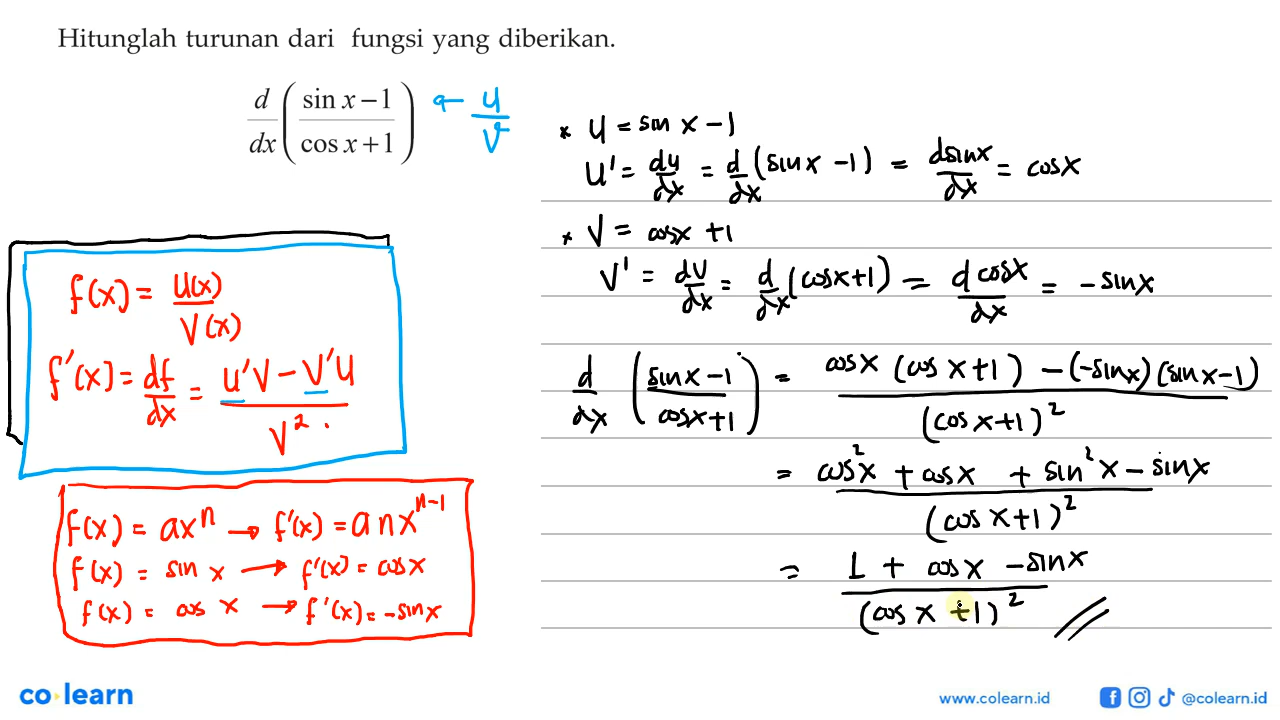 Hitunglah turunan dari fungsi yang diberikan.
d/dx ( (sin x − 1)/(cos x + 1) ) ← u/v
* u = sin x − 1
u' = du/dx = d/dx (sin x − 1) = d sin x/dx = cos x
* v = cos x + 1
v' = dv/dx = d/dx (cos x + 1) = d cos x/dx = − sin x
f(x) = u(x)/v(x)
f'(x) = df/dx = (u'v − v'u)/v²
f(x) = ax^n → f'(x) = a n x^(n−1)
f(x) = sin x → f'(x) = cos x
f(x) = cos x → f'(x) = − sin x
d/dx ( (sin x − 1)/(cos x + 1) ) = (cos x (cos x + 1) − (− sin x)(sin x − 1))/(cos x + 1)²
= (cos² x + cos x + sin² x − sin x)/(cos x + 1)²
= (1 + cos x − sin x)/(cos x + 1)²
co learn
www.colearn.id
@colearn.id